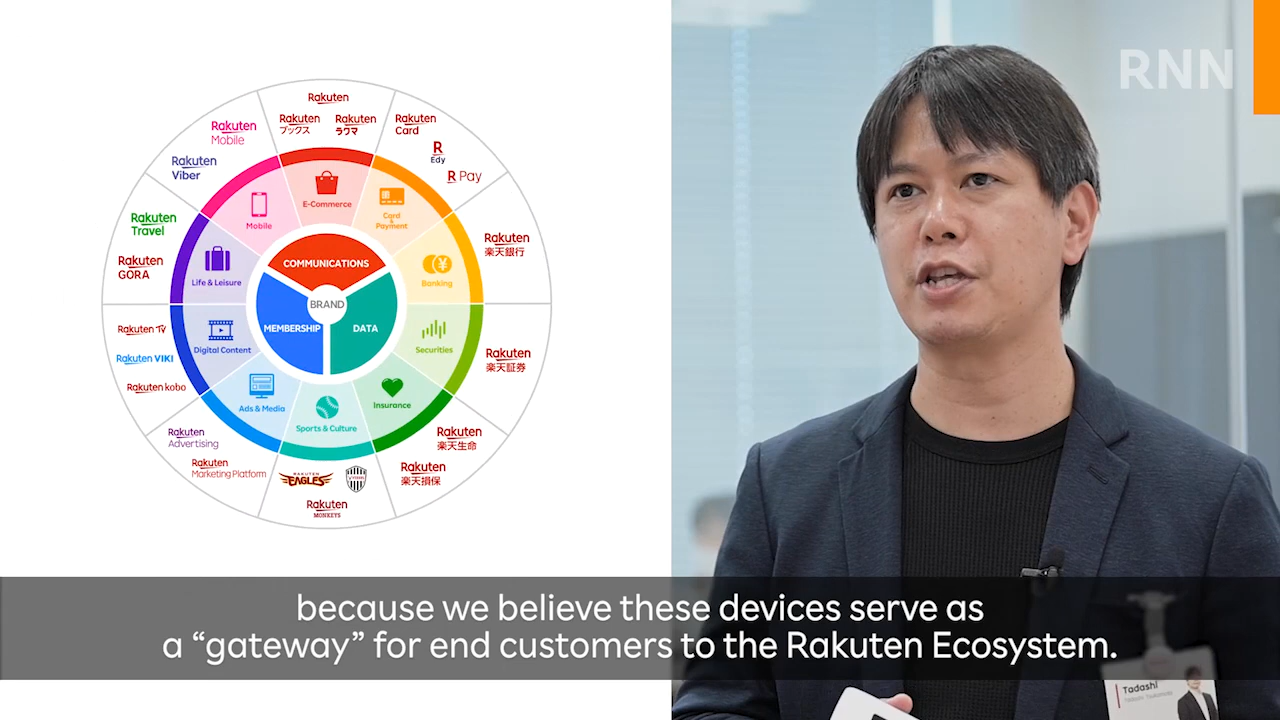 RNN
Rakuten
Rakuten
ブックス
Rakuten
ラクマ
Rakuten
Card
R
Edy
R Pay
Rakuten
楽天銀行
Rakuten
楽天証券
Rakuten
楽天生命
Rakuten
楽天損保
RAKUTEN
EAGLES
Rakuten
MONKEYS
Rakuten
Marketing Platform
Rakuten
Advertising
Rakuten kobo
Rakuten VIKI
Rakuten TV
Rakuten
GORA
Rakuten
Travel
Rakuten
Viber
Rakuten
Mobile
E-Commerce
Card
&
Payment
Banking
Securities
Insurance
Sports & Culture
Ads & Media
Digital Content
Life & Leisure
Mobile
COMMUNICATIONS
BRAND
MEMBERSHIP
DATA
because we believe these devices serve as
a “gateway” for end customers to the Rakuten Ecosystem.
Tadashi